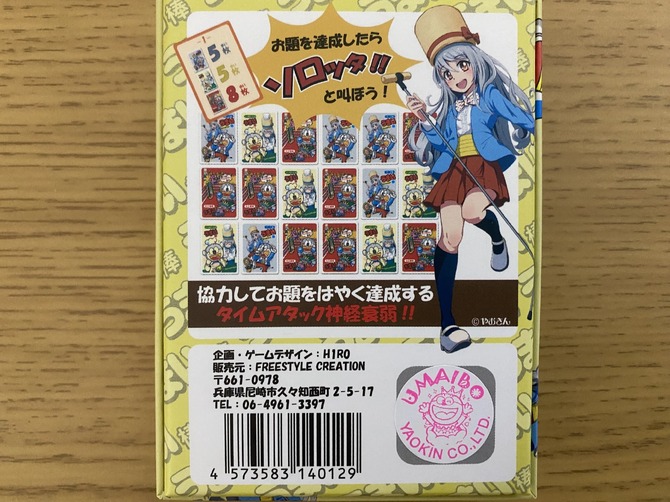 お題を達成したら
ソロッタ!!
と叫ぼう!
5枚
5枚
8枚
協力してお題をはやく達成する
タイムアタック神経衰弱!!
©やおきん
企画・ゲームデザイン:HIRO
販売元:FREESTYLE CREATION
〒661-0978
兵庫県尼崎市久々知西町 2-5-17
TEL:06-4961-3397
4 573583 140129
UMAIBO
YAOKIN CO.,LTD.